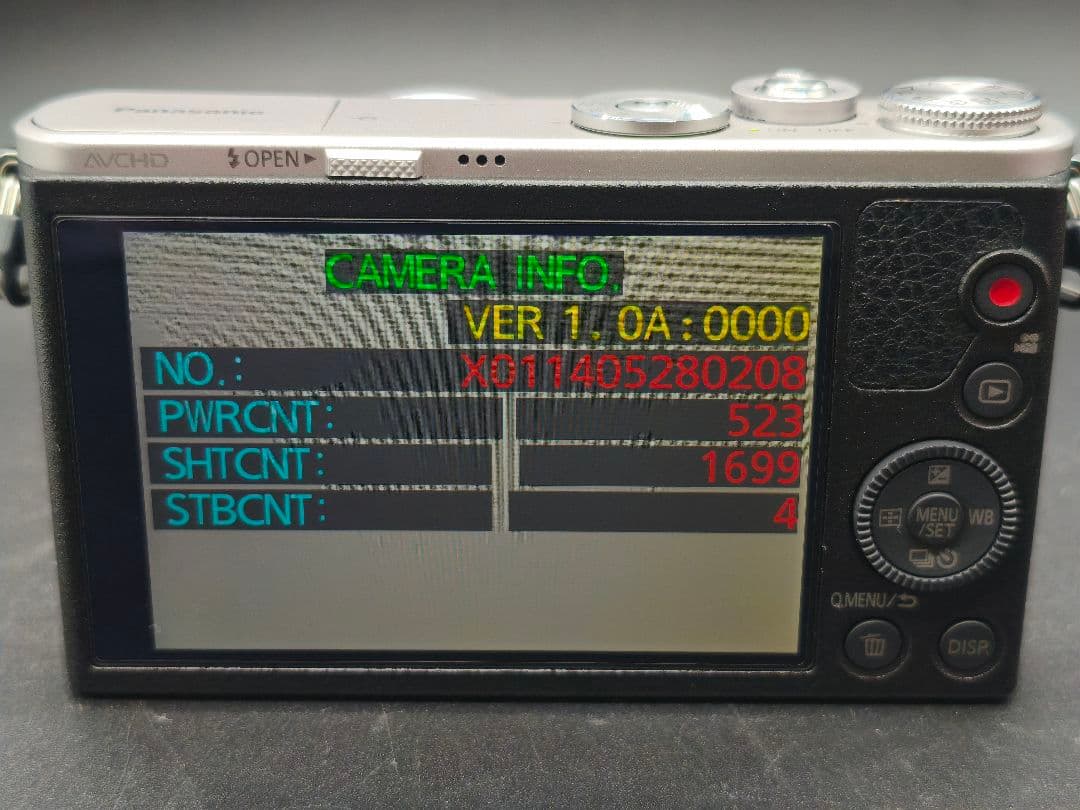 Panasonic
AVCHD
OPEN
CAMERA INFO.
VER 1. 0A:0000
NO.: X011405280208
PWRCNT: 523
SHTCNT: 1699
STBCNT: 4
MENU
/SET
WB
Q.MENU/
DISP.